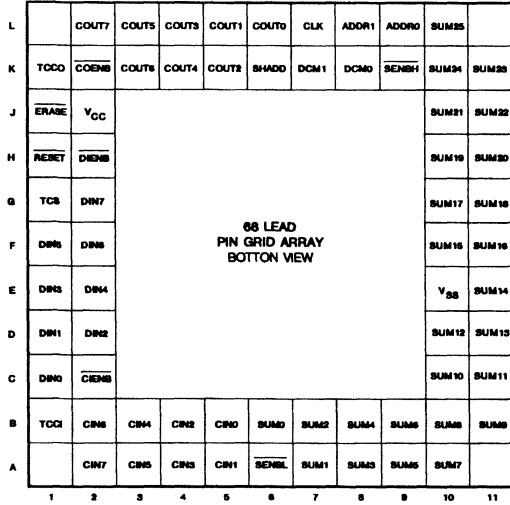 L COUT7 COUT5 COUT3 COUT1 COUT0 CLK ADDR1 ADDR0 SUM25
K TCCO COENB COUT6 COUT4 COUT2 SHADD DCM1 DCM0 SENBH SUM24 SUM23
J ERASE VCC SUM21 SUM22
H RESET DIENB SUM19 SUM20
G TCS DIN7 SUM17 SUM18
F DIN5 DIN6 SUM15 SUM16
68 LEAD
PIN GRID ARRAY
BOTTON VIEW
E DIN3 DIN4 VSS SUM14
D DIN1 DIN2 SUM12 SUM13
C DIN0 CIENB SUM10 SUM11
B TCCI CIN6 CIN4 CIN2 CIN0 SUM0 SUM2 SUM4 SUM6 SUM8 SUM9
A CIN7 CIN5 CIN3 CIN1 SENBL SUM1 SUM3 SUM5 SUM7
1 2 3 4 5 6 7 8 9 10 11